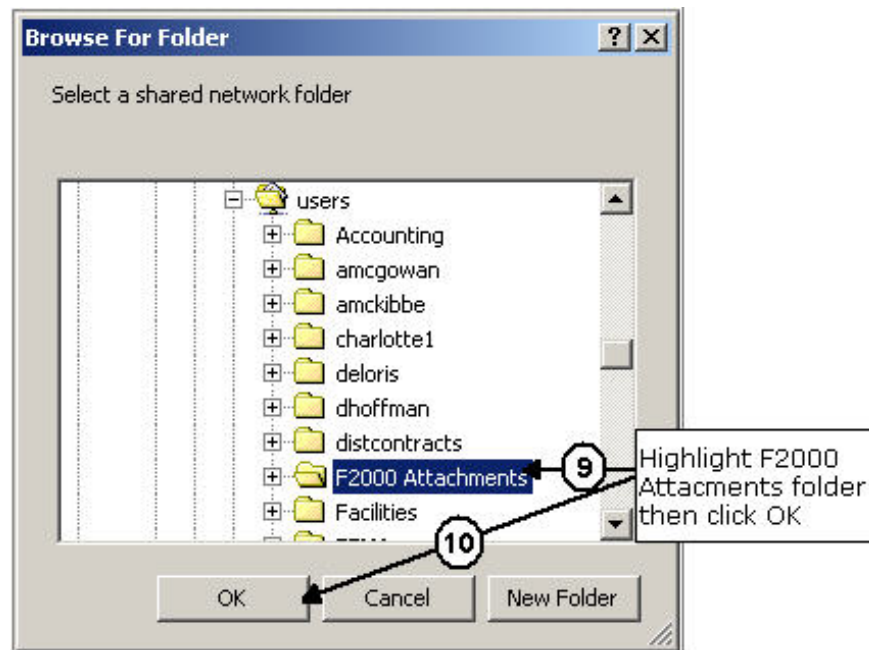 Browse For Folder
Select a shared network folder
users
Accounting
amcgowan
amckibbe
charlotte1
deloris
dhoffman
distcontracts
F2000 Attachments
Facilities
9
Highlight F2000
Attacments folder
then click OK
10
OK
Cancel
New Folder